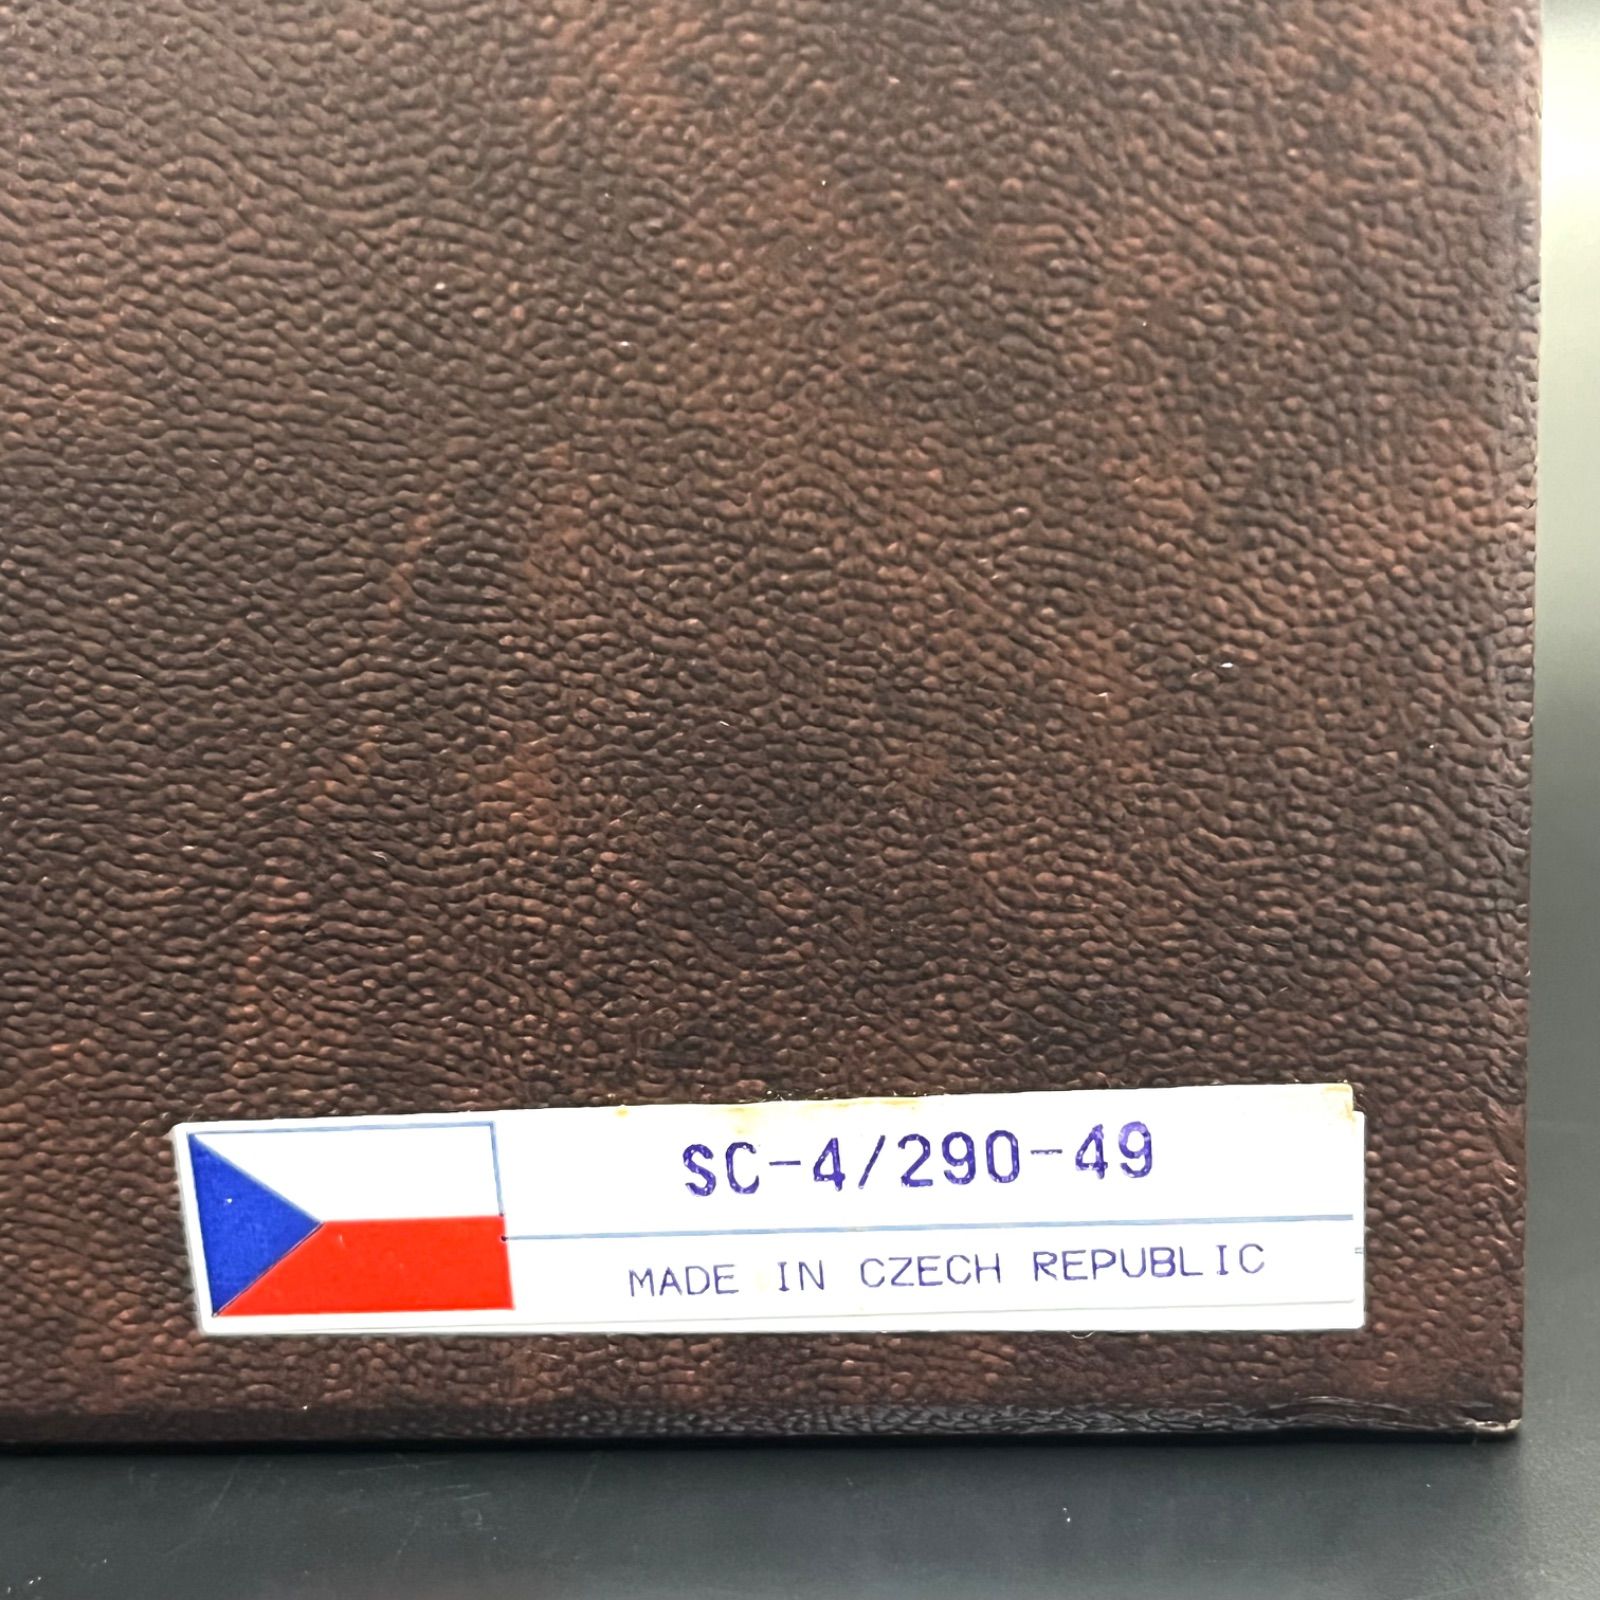 SC-4/290-49
MADE IN CZECH REPUBLIC